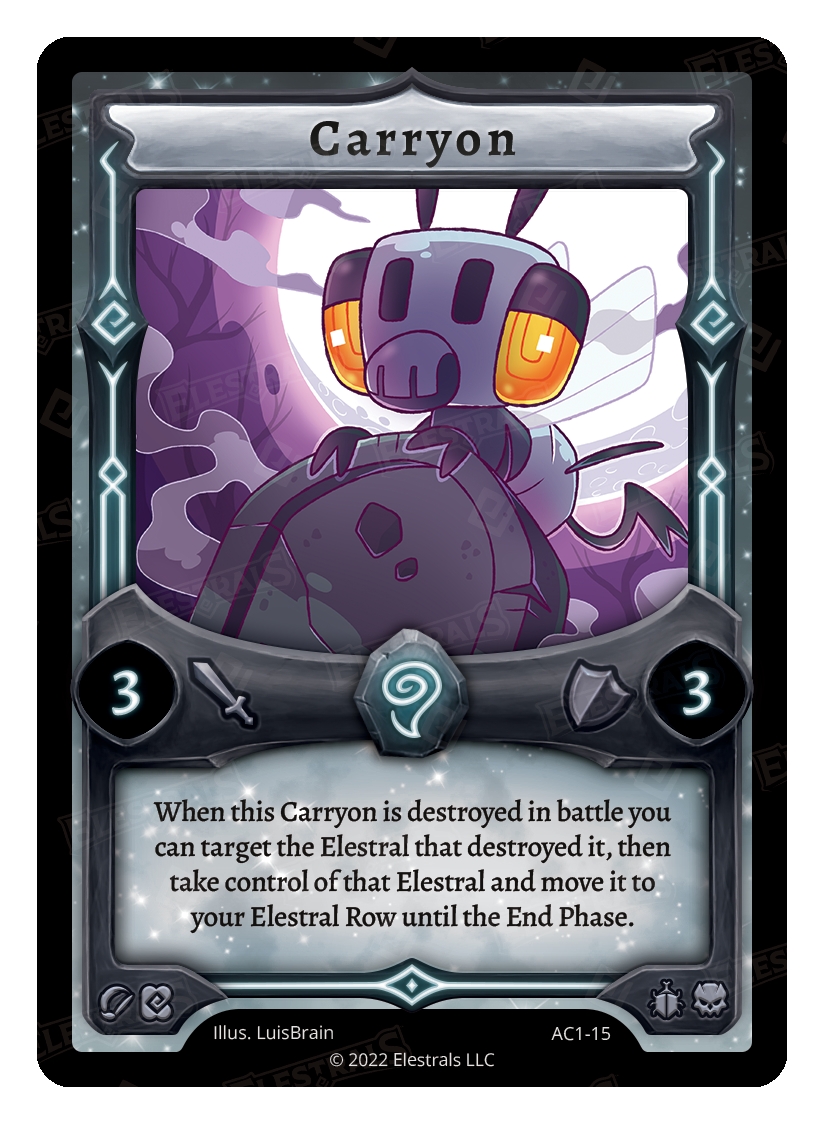 Carryon
3
3
When this Carryon is destroyed in battle you
can target the Elestral that destroyed it, then
take control of that Elestral and move it to
your Elestral Row until the End Phase.
Illus. LuisBrain
AC1-15
© 2022 Elestrals LLC